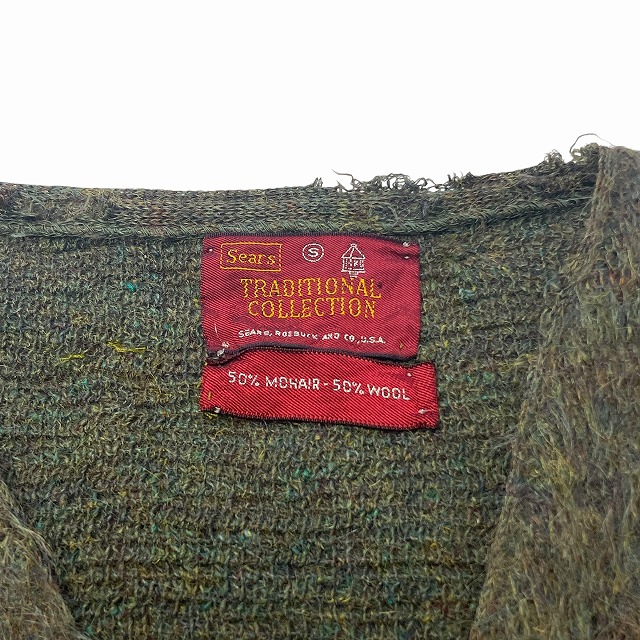 Sears S
TRADITIONAL
COLLECTION
SEARS, ROEBUCK AND CO., U.S.A.
50% MOHAIR - 50% WOOL